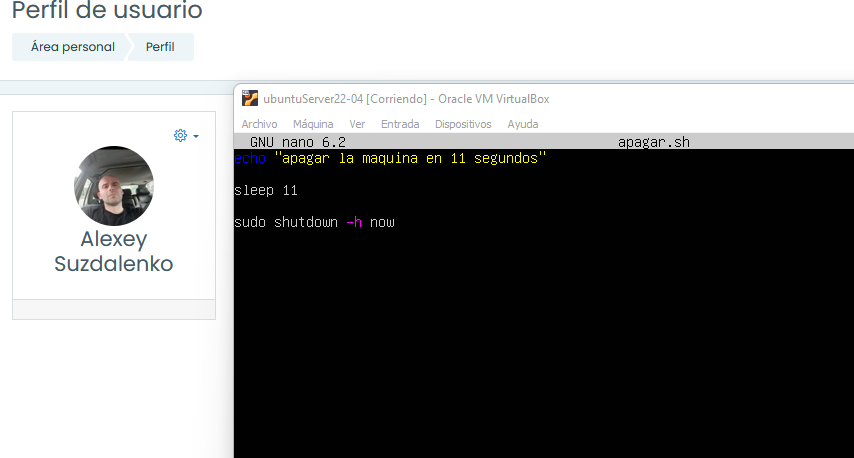 Perfil de usuario
Área personal
Perfil
Alexey
Suzdalenko
ubuntuServer22-04 [Corriendo] - Oracle VM VirtualBox
Archivo Máquina Ver Entrada Dispositivos Ayuda
GNU nano 6.2 apagar.sh
echo "apagar la maquina en 11 segundos"
sleep 11
sudo shutdown -h now